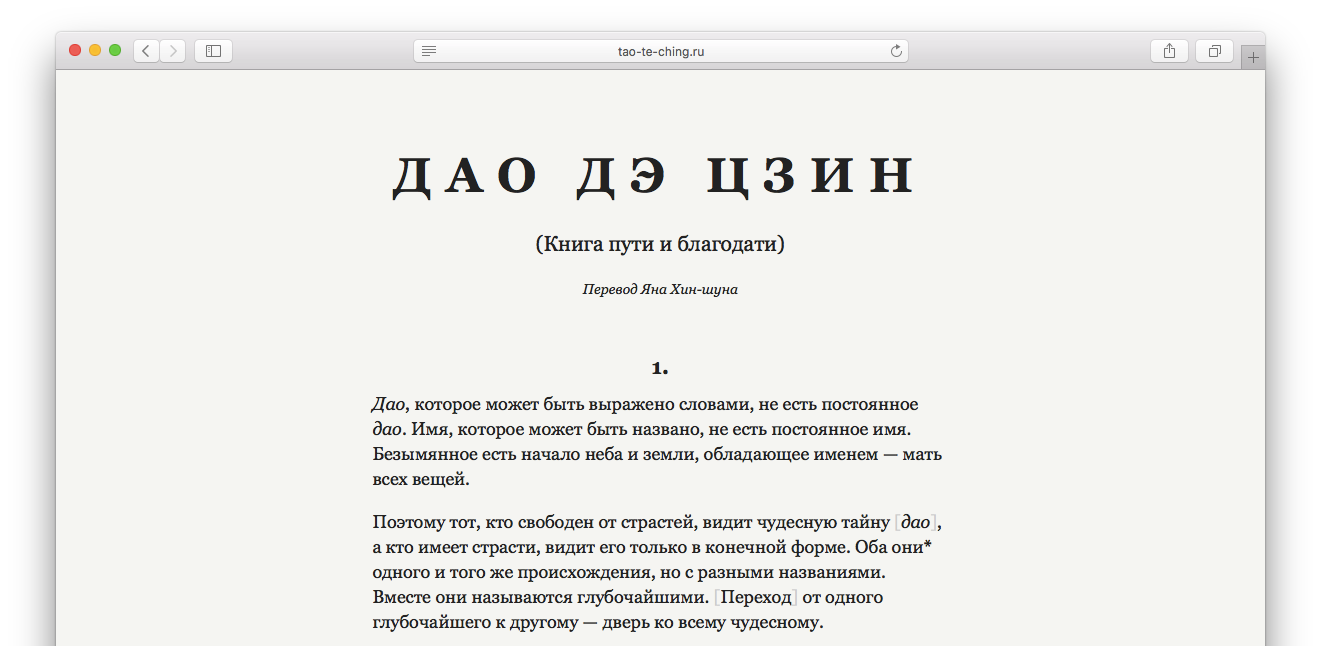 tao-te-ching.ru
ДАО ДЭ ЦЗИН
(Книга пути и благодати)
Перевод Яна Хин-шуна
1.
Дао, которое может быть выражено словами, не есть постоянное
дао. Имя, которое может быть названо, не есть постоянное имя.
Безымянное есть начало неба и земли, обладающее именем — мать
всех вещей.
Поэтому тот, кто свободен от страстей, видит чудесную тайну [дао],
а кто имеет страсти, видит его только в конечной форме. Оба они*
одного и того же происхождения, но с разными названиями.
Вместе они называются глубочайшими. [Переход] от одного
глубочайшего к другому — дверь ко всему чудесному.